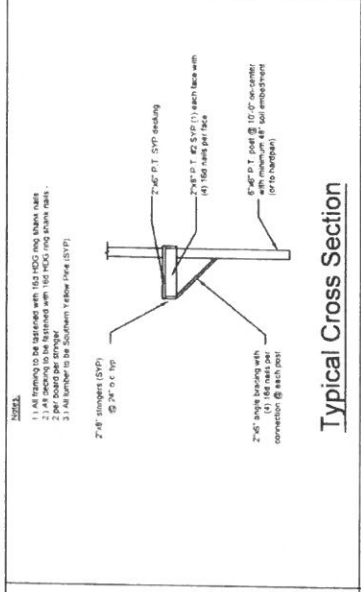 Notes:
1) All framing to be fastened with 16d HDG ring shank nails
2) All decking to be fastened with 16d HDG ring shank nails,
2 per board per stringer
3) All lumber to be Southern Yellow Pine (SYP)
2"x8" stringers (SYP)
@ 24" o.c. typ.
2"x6" P.T. SYP decking
2"x8" P.T. #2 SYP (1) each face with
(4) 16d nails per face
2"x6" angle bracing with
(4) 16d nails per
connection @ each post
6"x6" P.T. post @ 10'-0" on-center
with minimum 48" soil embedment
(or to hardpan)
Typical Cross Section